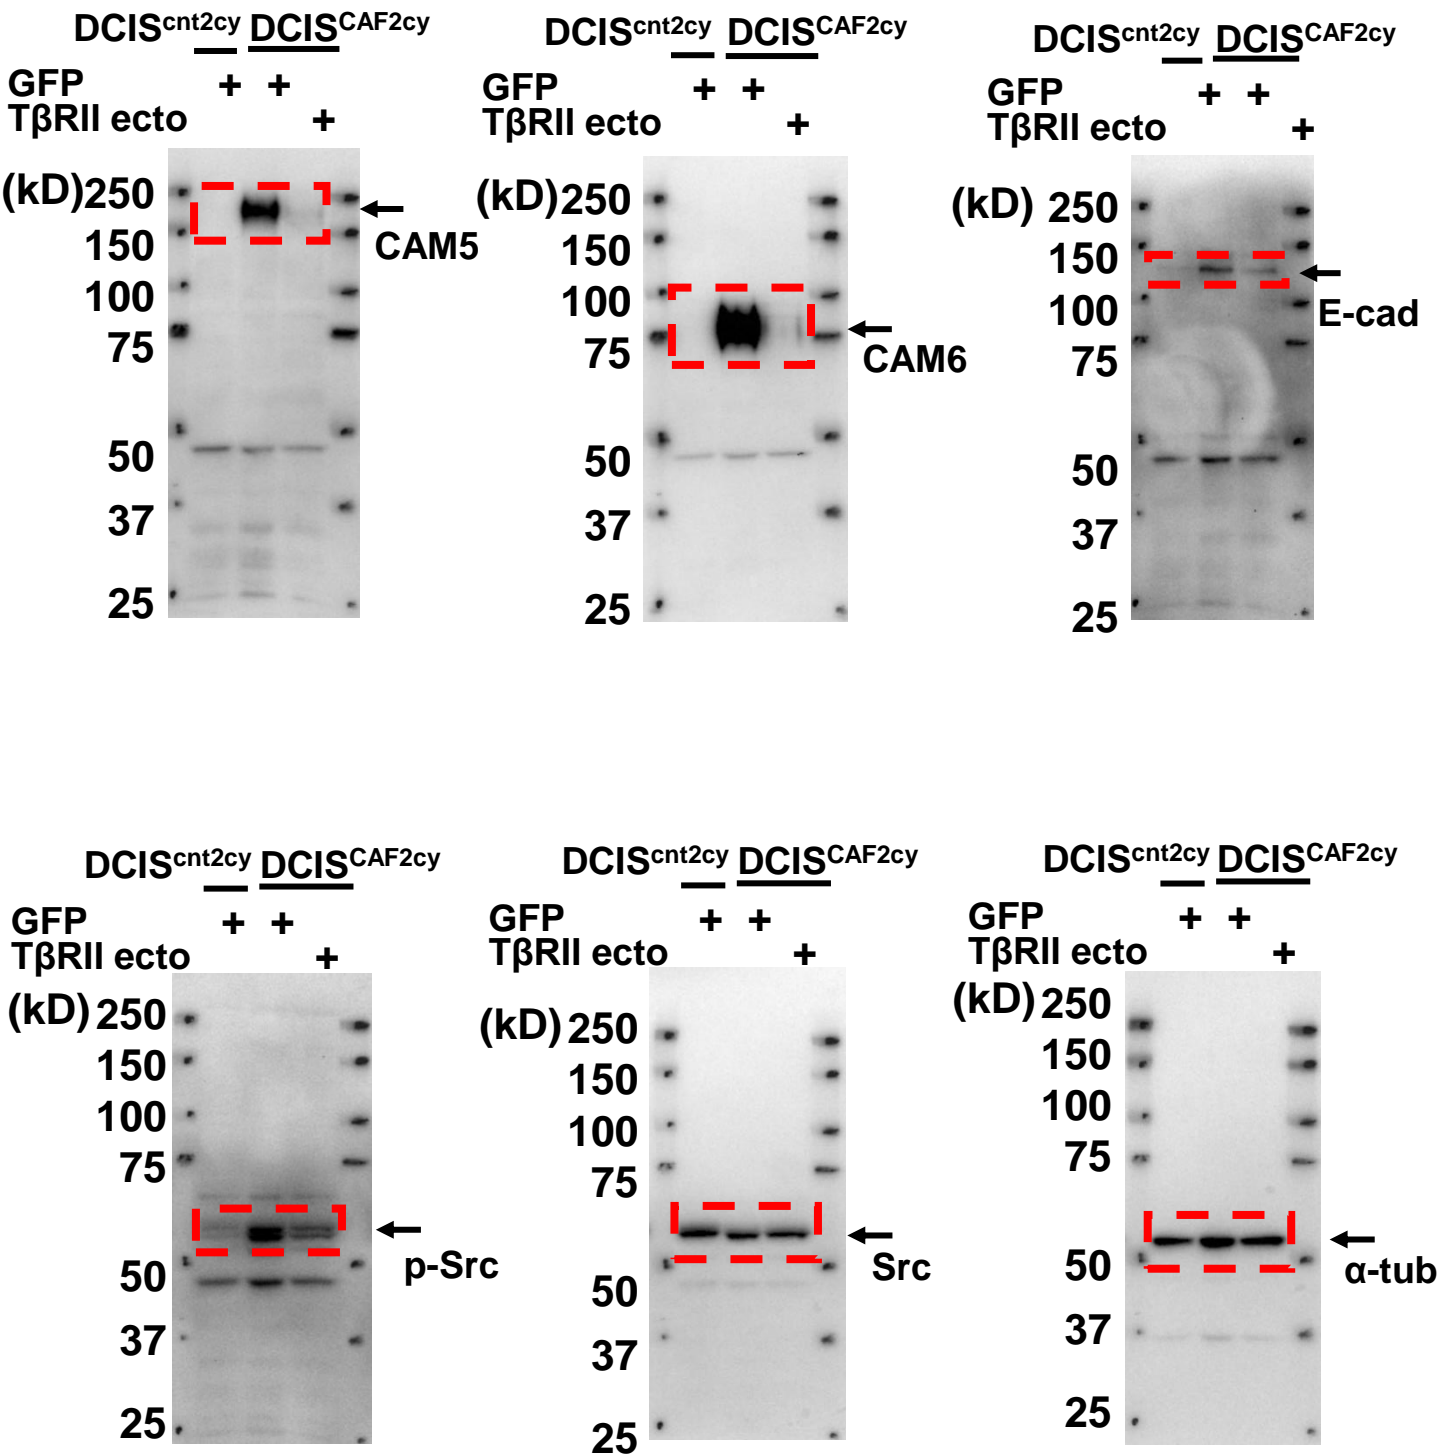 DCIScnt2cy DCISCAF2cy
GFP + +
TβRII ecto +
(kD) 250
150
100
75
50
37
25
CAM5
DCIScnt2cy DCISCAF2cy
GFP + +
TβRII ecto +
(kD) 250
150
100
75
50
37
25
CAM6
DCIScnt2cy DCISCAF2cy
GFP + +
TβRII ecto +
(kD) 250
150
100
75
50
37
25
E-cad
DCIScnt2cy DCISCAF2cy
GFP + +
TβRII ecto +
(kD) 250
150
100
75
50
37
25
p-Src
DCIScnt2cy DCISCAF2cy
GFP + +
TβRII ecto +
(kD) 250
150
100
75
50
37
25
Src
DCIScnt2cy DCISCAF2cy
GFP + +
TβRII ecto +
(kD) 250
150
100
75
50
37
25
α-tub